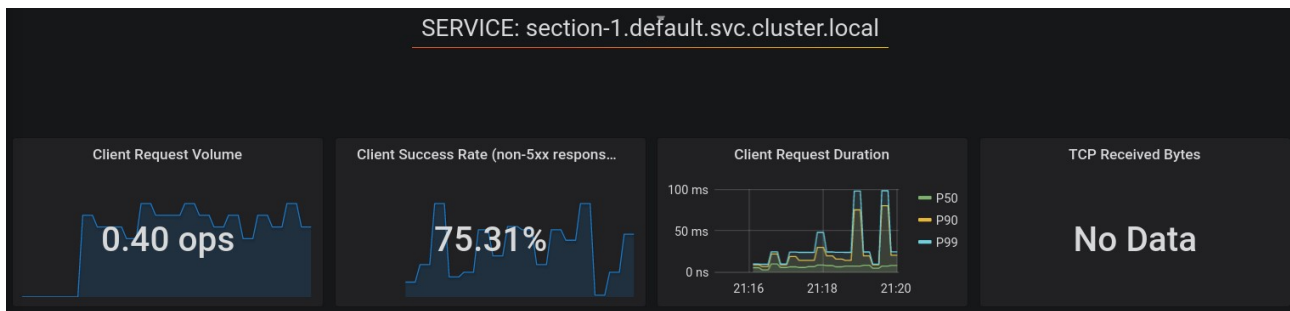 SERVICE: section-1.default.svc.cluster.local
Client Request Volume
0.40 ops
Client Success Rate (non-5xx respons...
75.31%
Client Request Duration
100 ms
50 ms
0 ns
21:16 21:18 21:20
P50
P90
P99
TCP Received Bytes
No Data